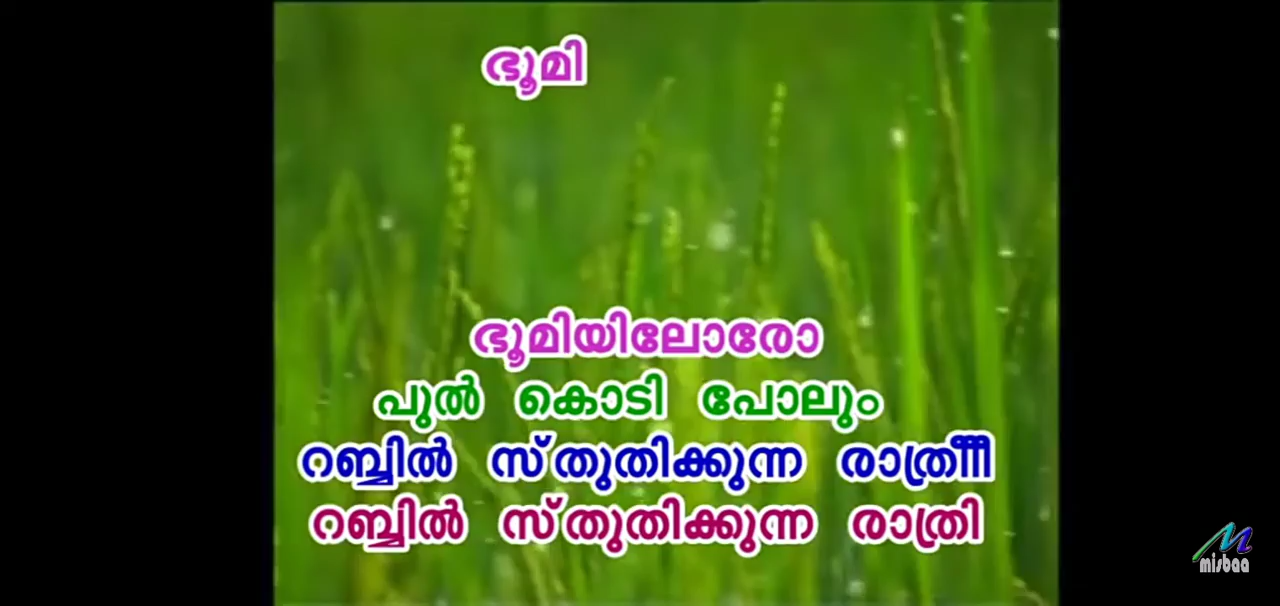 ഭൂമി
ഭൂമിയിലോരോ
പുൽ കൊടി പോലും
റബ്ബിൽ സ്തുതിക്കുന്ന രാത്രീീീ
റബ്ബിൽ സ്തുതിക്കുന്ന രാത്രി
misbaa